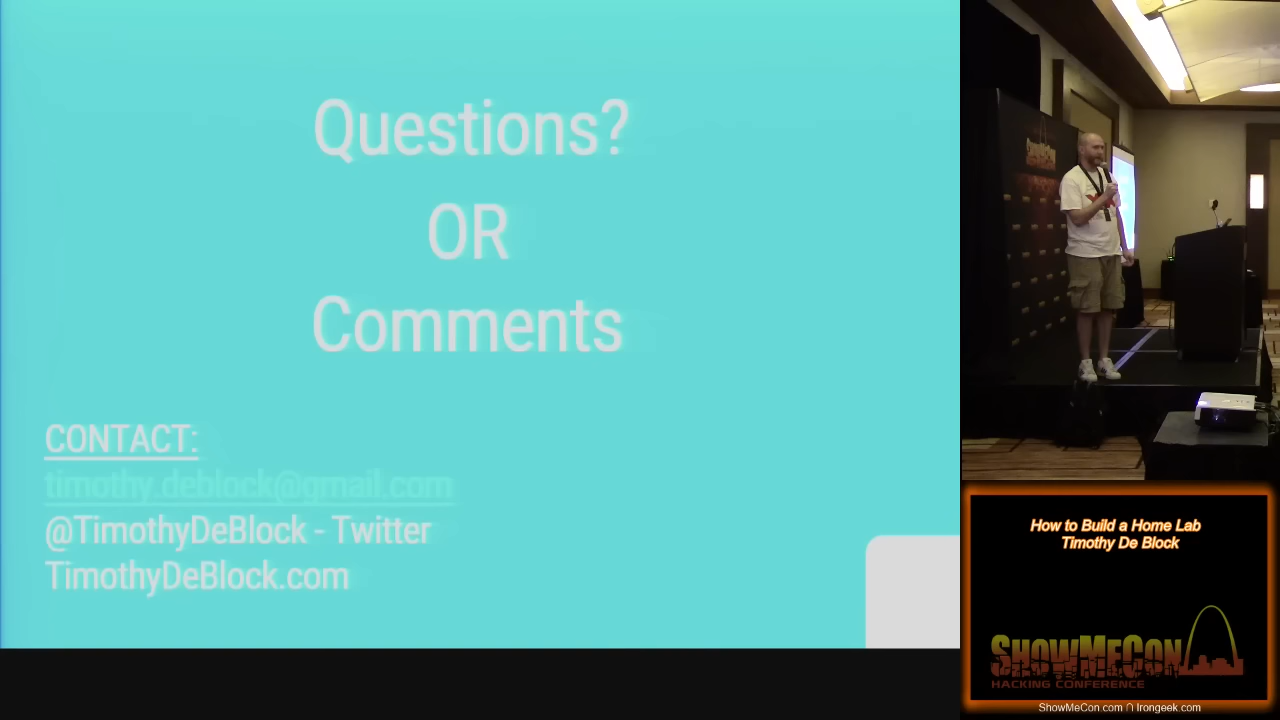 Questions?
OR
Comments
CONTACT:
timothy.deblock@gmail.com
@TimothyDeBlock - Twitter
TimothyDeBlock.com
How to Build a Home Lab
Timothy De Block
SHOWMECON
HACKING CONFERENCE
ShowMeCon.com ∩ Irongeek.com